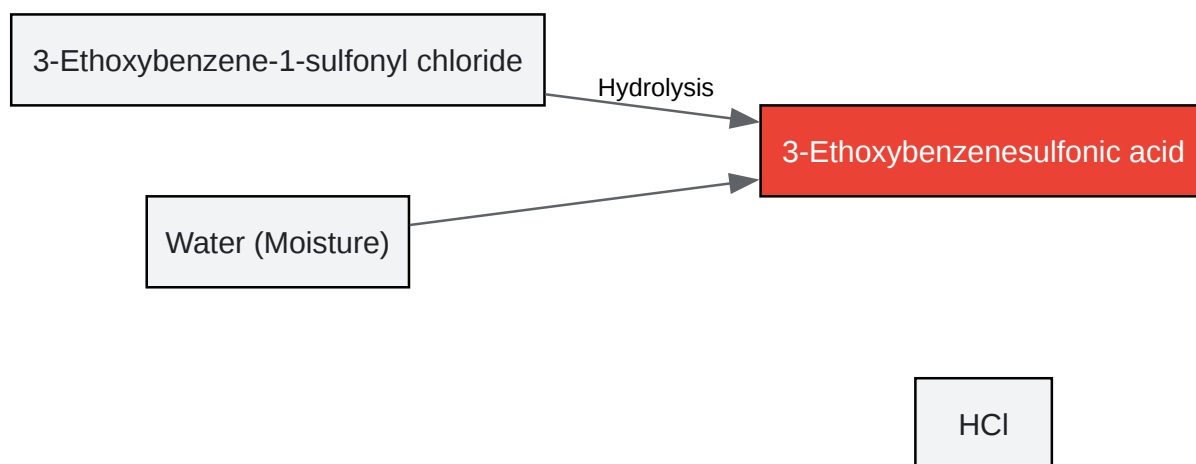 3-Ethoxybenzene-1-sulfonyl chloride
Hydrolysis
3-Ethoxybenzenesulfonic acid
Water (Moisture)
HCl